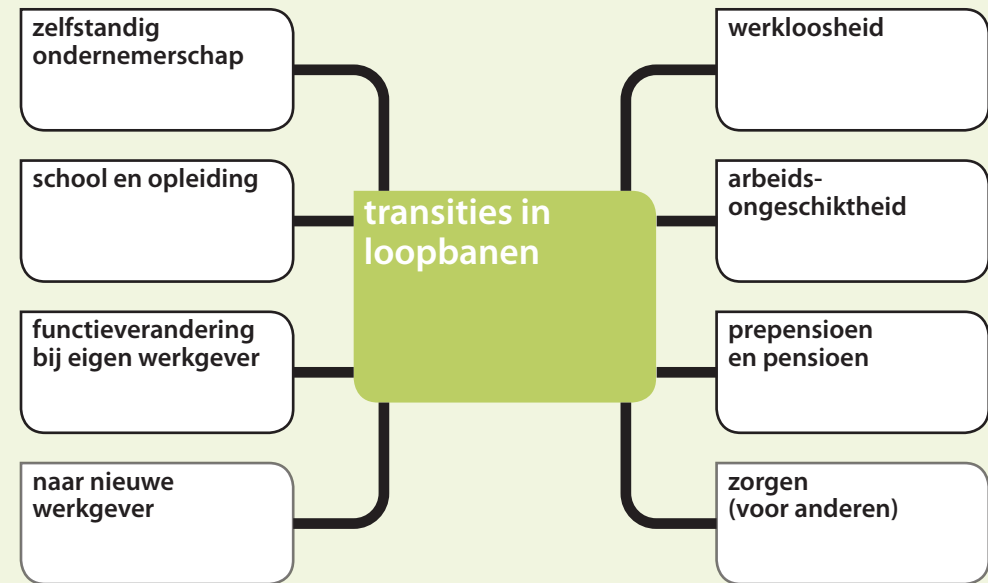 zelfstandig
ondernemerschap
school en opleiding
functieverandering
bij eigen werkgever
naar nieuwe
werkgever
transities in
loopbanen
werkloosheid
arbeids-
ongeschiktheid
prepensioen
en pensioen
zorgen
(voor anderen)